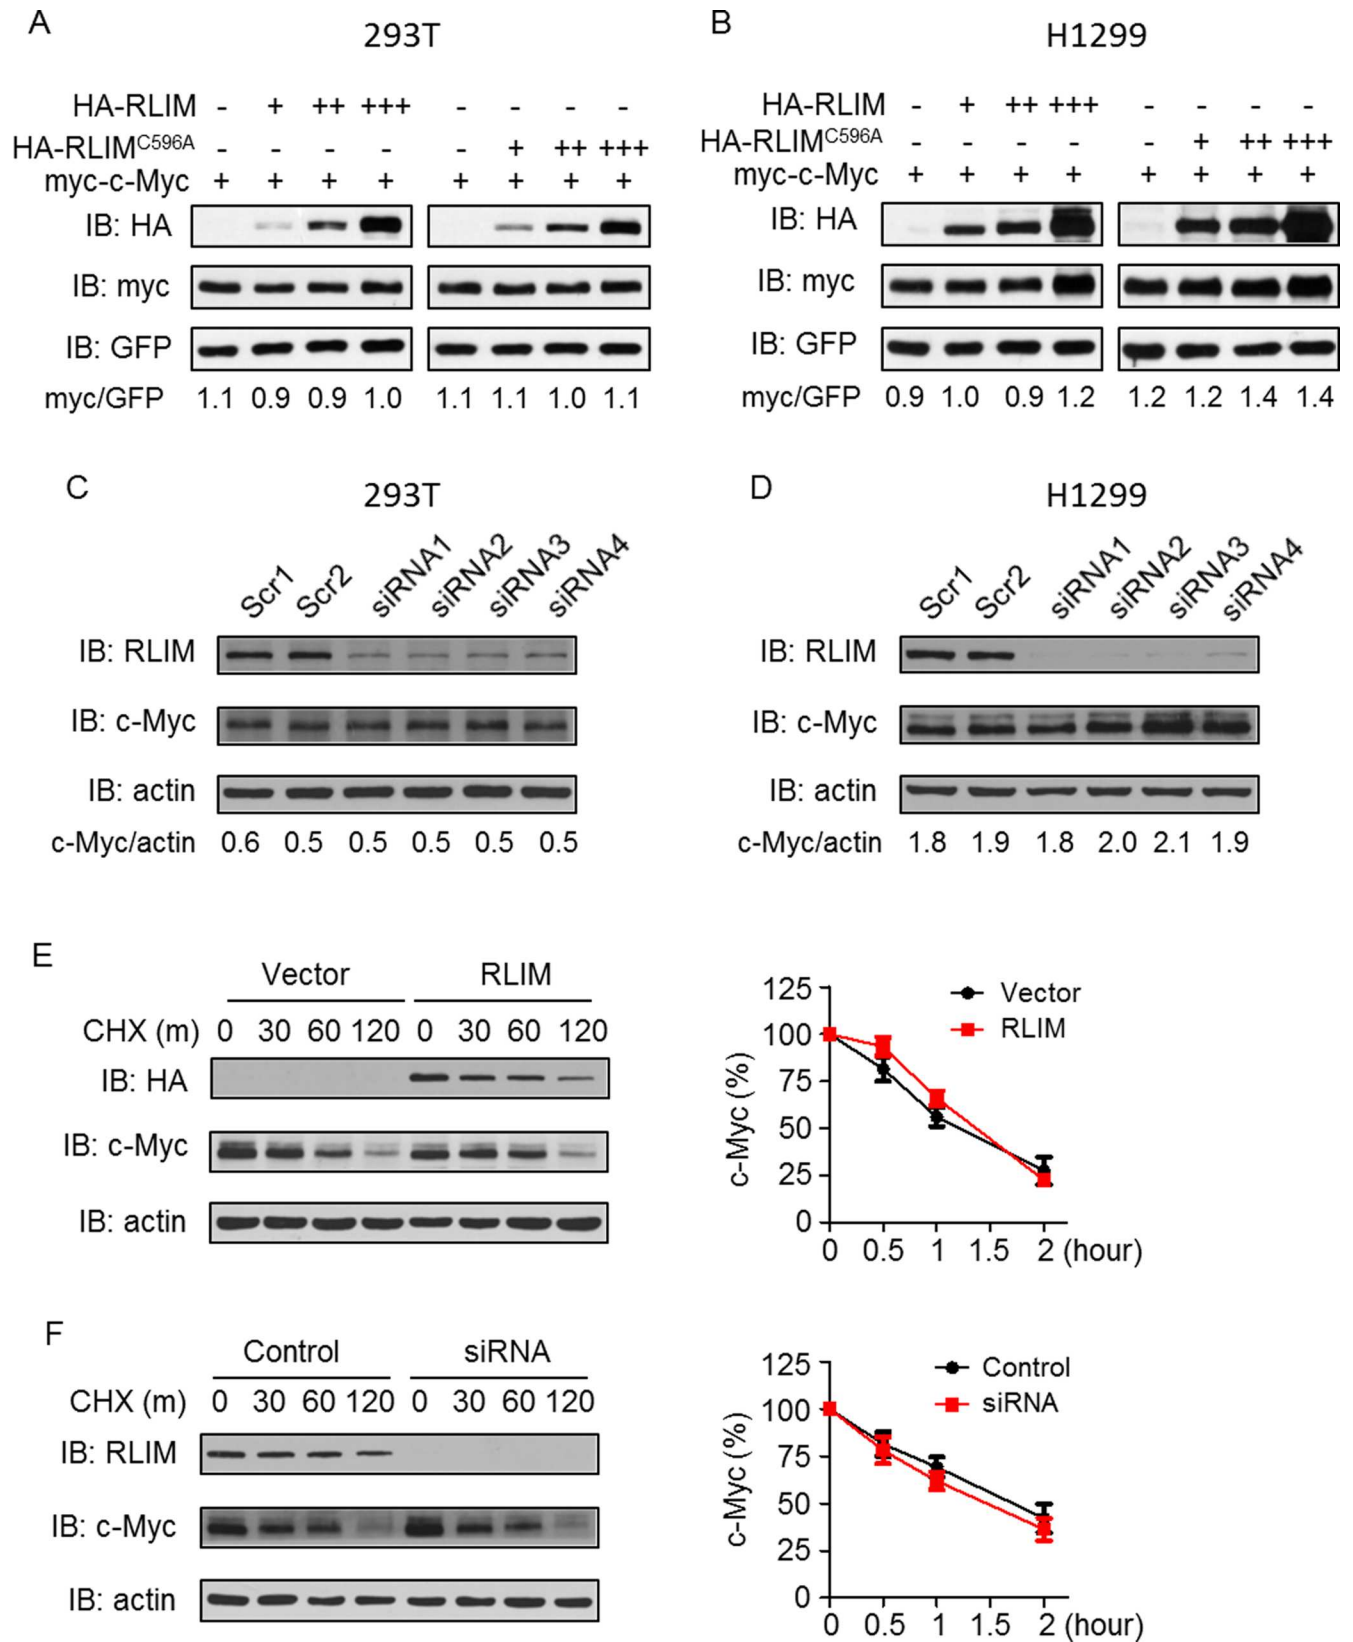 A
293T
HA-RLIM - + ++ +++ - - - -
HA-RLIMC596A - - - - - + ++ +++
myc-c-Myc + + + + + + + +
IB: HA
IB: myc
IB: GFP
myc/GFP 1.1 0.9 0.9 1.0 1.1 1.1 1.0 1.1
B
H1299
HA-RLIM - + ++ +++ - - - -
HA-RLIMC596A - - - - - + ++ +++
myc-c-Myc + + + + + + + +
IB: HA
IB: myc
IB: GFP
myc/GFP 0.9 1.0 0.9 1.2 1.2 1.2 1.4 1.4
C
293T
Scr1 Scr2 siRNA1 siRNA2 siRNA3 siRNA4
IB: RLIM
IB: c-Myc
IB: actin
c-Myc/actin 0.6 0.5 0.5 0.5 0.5 0.5
D
H1299
Scr1 Scr2 siRNA1 siRNA2 siRNA3 siRNA4
IB: RLIM
IB: c-Myc
IB: actin
c-Myc/actin 1.8 1.9 1.8 2.0 2.1 1.9
E
Vector RLIM
CHX (m) 0 30 60 120 0 30 60 120
IB: HA
IB: c-Myc
IB: actin
c-Myc (%)
125
100
75
50
25
0
0 0.5 1 1.5 2 (hour)
Vector
RLIM
F
Control siRNA
CHX (m) 0 30 60 120 0 30 60 120
IB: RLIM
IB: c-Myc
IB: actin
c-Myc (%)
125
100
75
50
25
0
0 0.5 1 1.5 2 (hour)
Control
siRNA